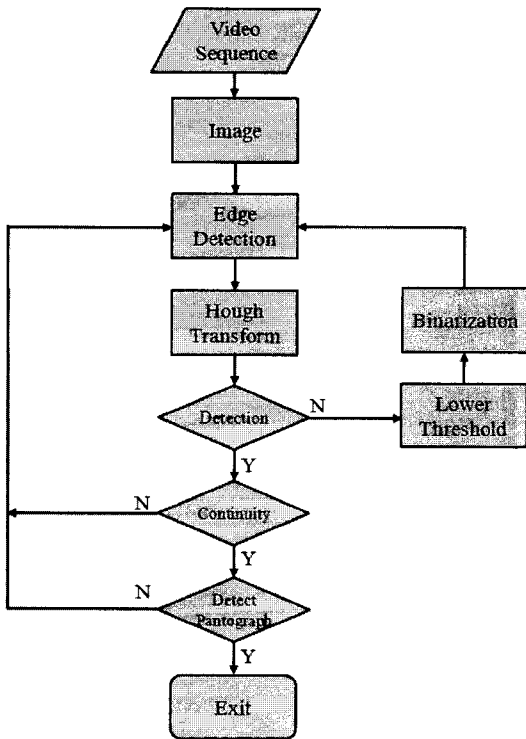 Video
Sequence
Image
Edge
Detection
Hough
Transform
Binarization
Detection
N
Lower
Threshold
Y
N
Continuity
Y
N
Detect
Pantograph
Y
Exit